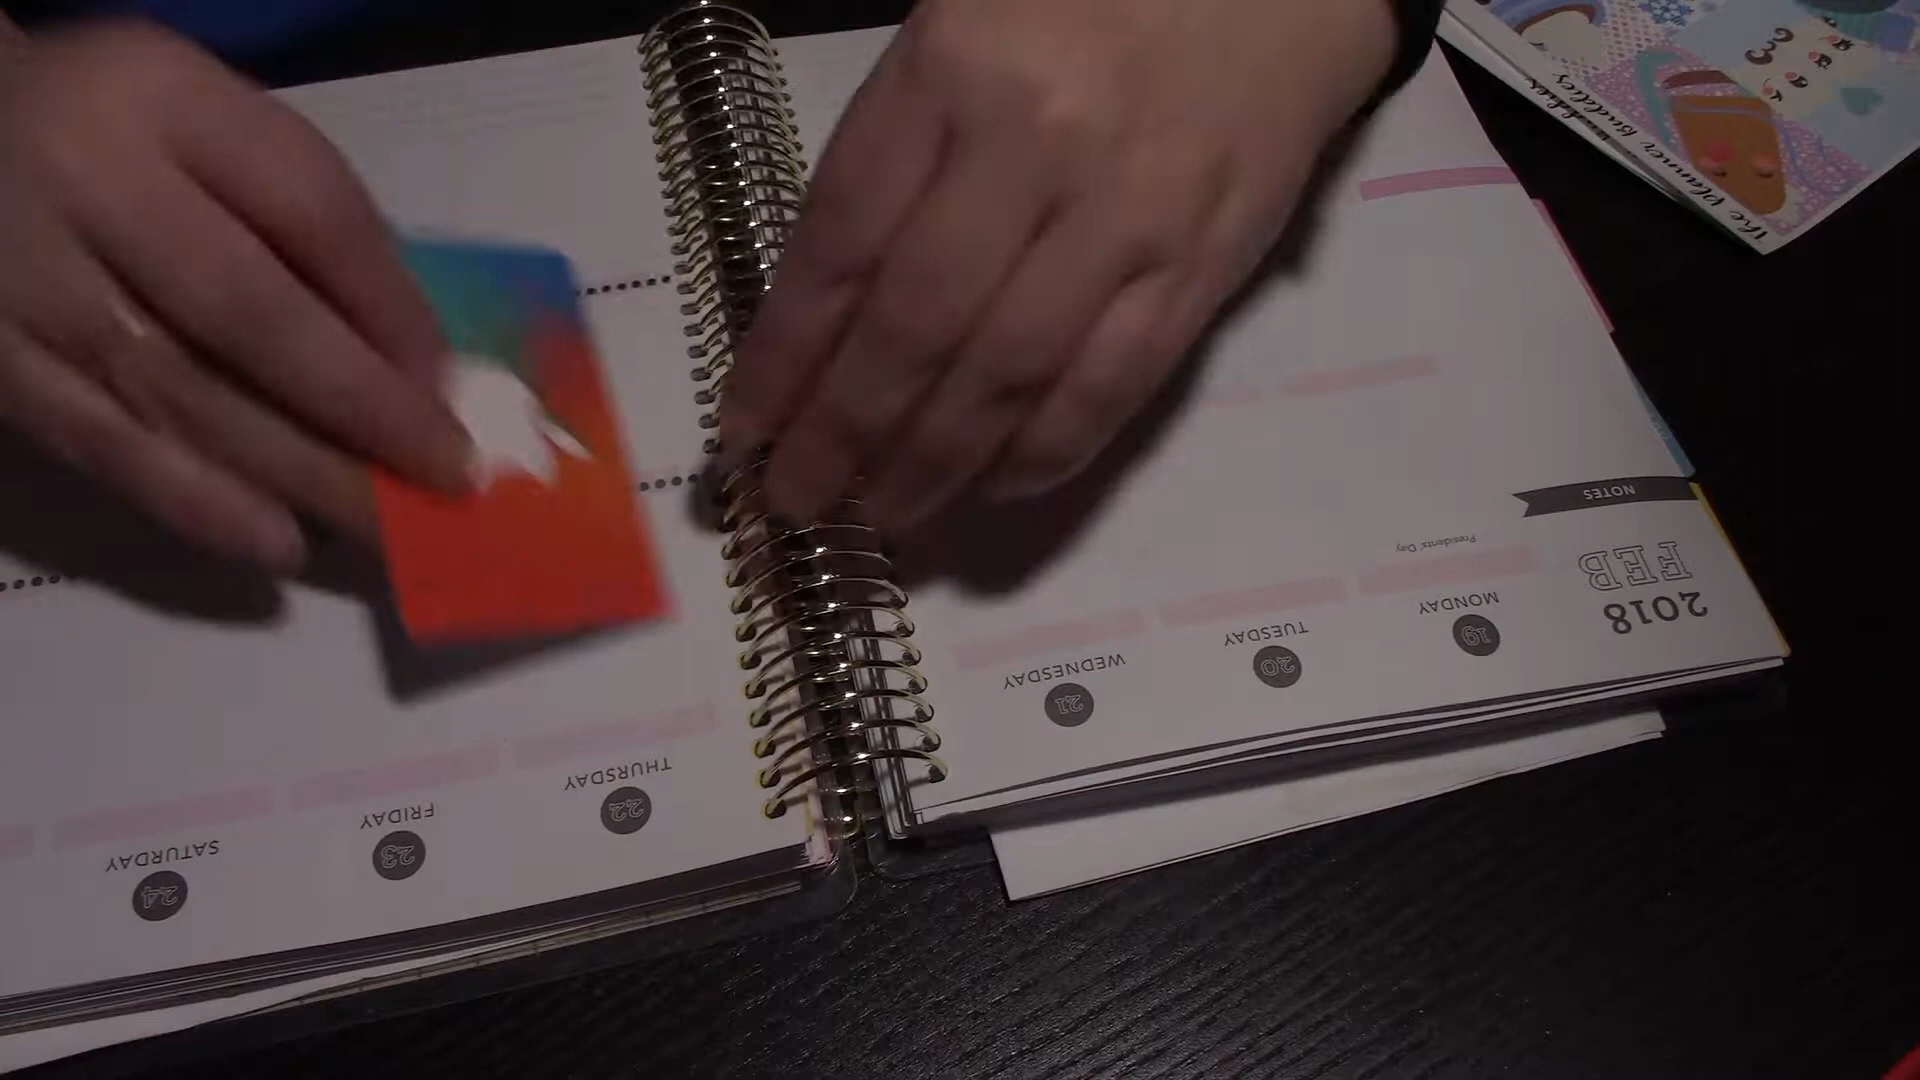 2018
FEB
NOTES
19
MONDAY
Presidents' Day
20
TUESDAY
21
WEDNESDAY
22
THURSDAY
23
FRIDAY
24
SATURDAY
the planner Buddies